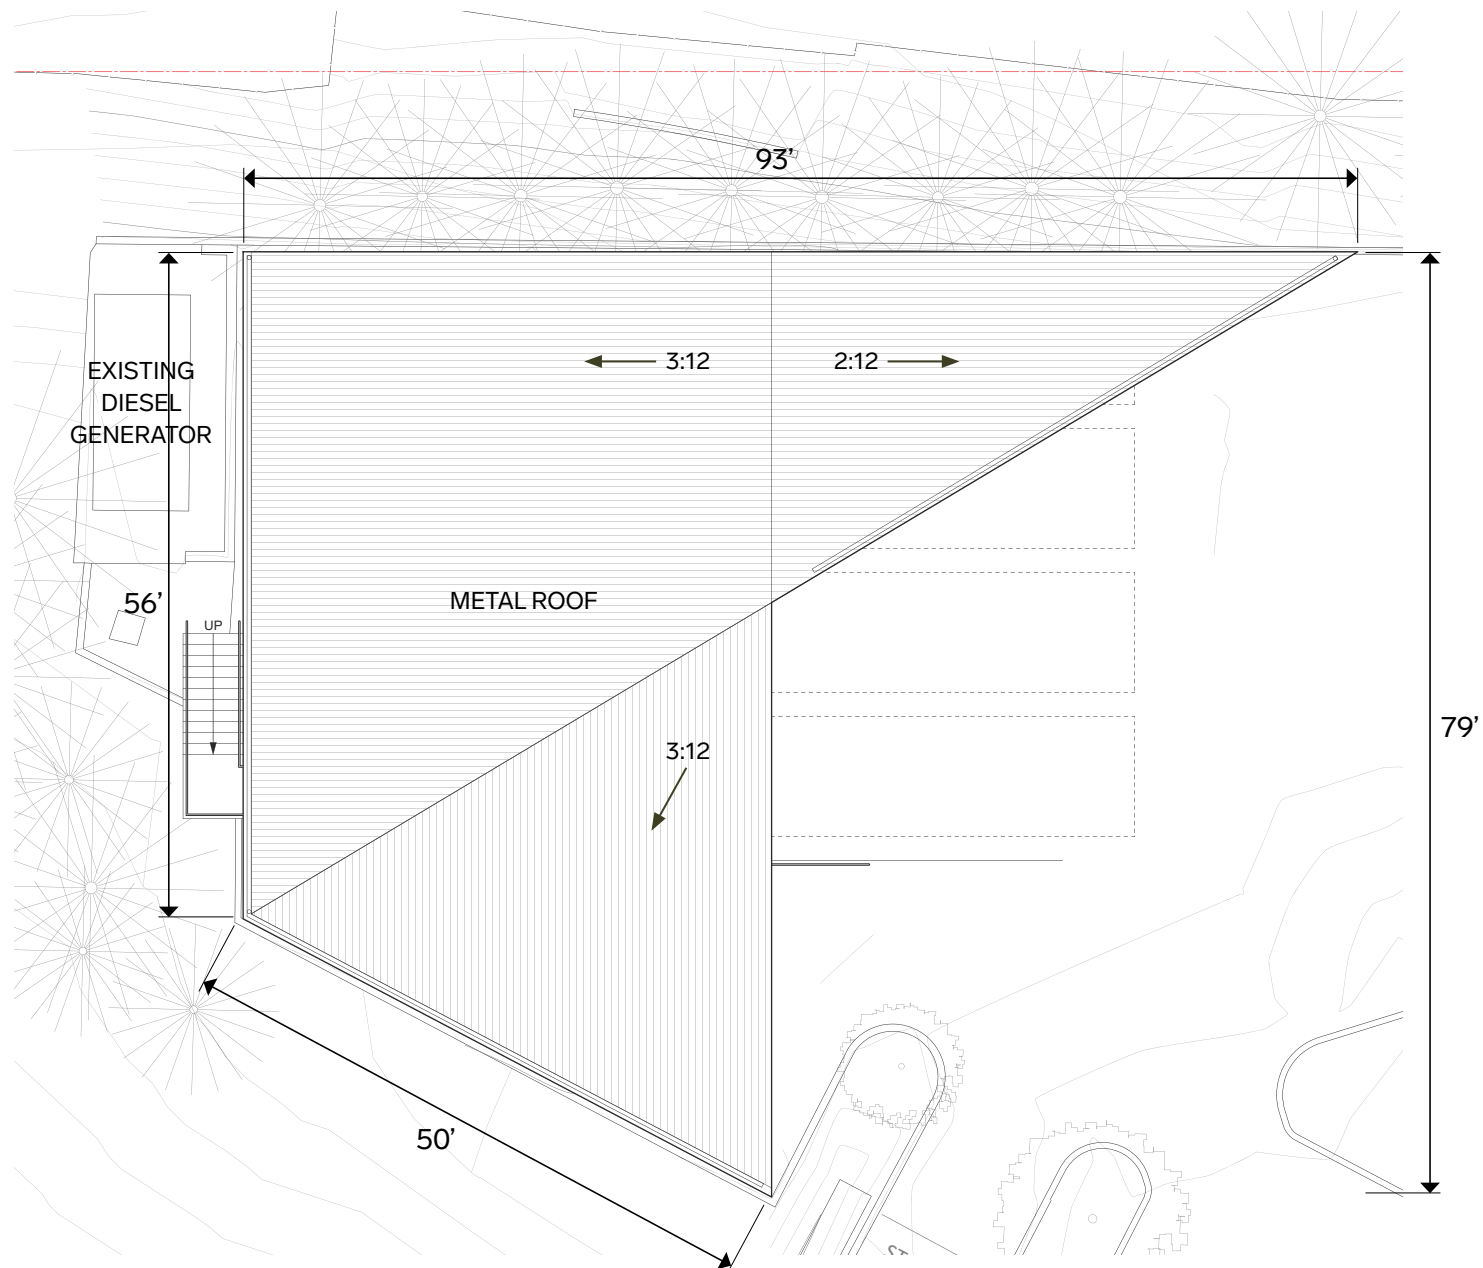 93’
3:12
2:12
EXISTING
DIESEL
GENERATOR
METAL ROOF
56’
UP
79’
3:12
50’